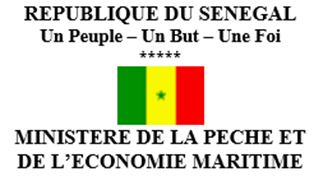 REPUBLIQUE DU SENEGAL
Un Peuple – Un But – Une Foi
*****
MINISTERE DE LA PECHE ET
DE L’ECONOMIE MARITIME